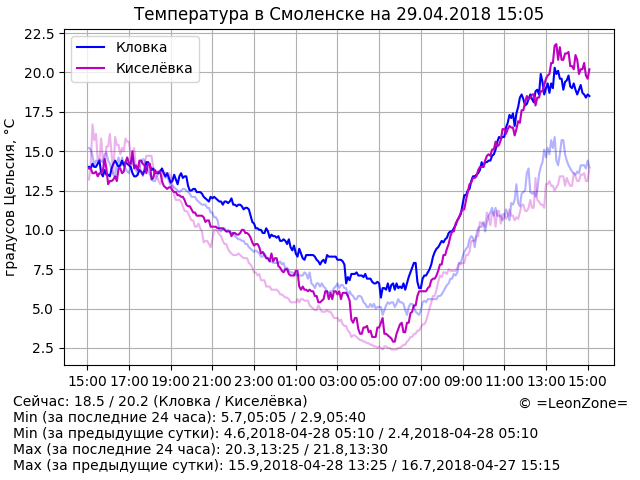 Температура в Смоленске на 29.04.2018 15:05
градусов Цельсия, °C
22.5
20.0
17.5
15.0
12.5
10.0
7.5
5.0
2.5
Кловка
Киселёвка
15:00 17:00 19:00 21:00 23:00 01:00 03:00 05:00 07:00 09:00 11:00 13:00 15:00
Сейчас: 18.5 / 20.2 (Кловка / Киселёвка)
© =LeonZone=
Min (за последние 24 часа): 5.7,05:05 / 2.9,05:40
Min (за предыдущие сутки): 4.6,2018-04-28 05:10 / 2.4,2018-04-28 05:10
Max (за последние 24 часа): 20.3,13:25 / 21.8,13:30
Max (за предыдущие сутки): 15.9,2018-04-28 13:25 / 16.7,2018-04-27 15:15